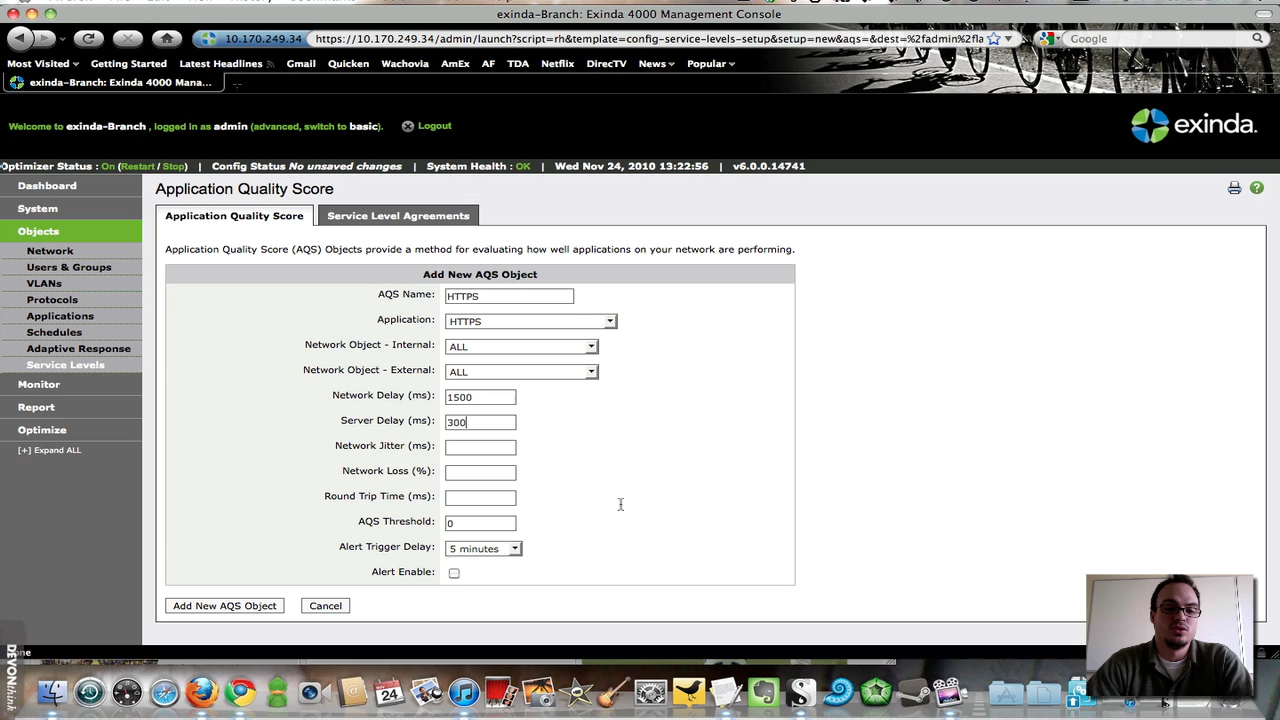 exinda-Branch: Exinda 4000 Management Console
10.170.249.34 https://10.170.249.34/admin/launch?script=rh&template=config-service-levels-setup&setup=new&aqs=&dest=%2fadmin%2fla Google
Most Visited Getting Started Latest Headlines Gmail Quicken Wachovia AmEx AF TDA Netflix DirecTV News Popular
exinda-Branch: Exinda 4000 Mana...
Welcome to exinda-Branch , logged in as admin (advanced, switch to basic). Logout
exinda.
Optimizer Status : On (Restart / Stop) | Config Status No unsaved changes | System Health : OK | Wed Nov 24, 2010 13:22:56 | v6.0.0.14741
Dashboard
System
Objects
Network
Users & Groups
VLANs
Protocols
Applications
Schedules
Adaptive Response
Service Levels
Monitor
Report
Optimize
[+] Expand ALL
Application Quality Score
Application Quality Score Service Level Agreements
Application Quality Score (AQS) Objects provide a method for evaluating how well applications on your network are performing.
Add New AQS Object
AQS Name: HTTPS
Application: HTTPS
Network Object - Internal: ALL
Network Object - External: ALL
Network Delay (ms): 1500
Server Delay (ms): 300
Network Jitter (ms):
Network Loss (%):
Round Trip Time (ms):
AQS Threshold: 0
Alert Trigger Delay: 5 minutes
Alert Enable:
Add New AQS Object Cancel
DEVONthink
24